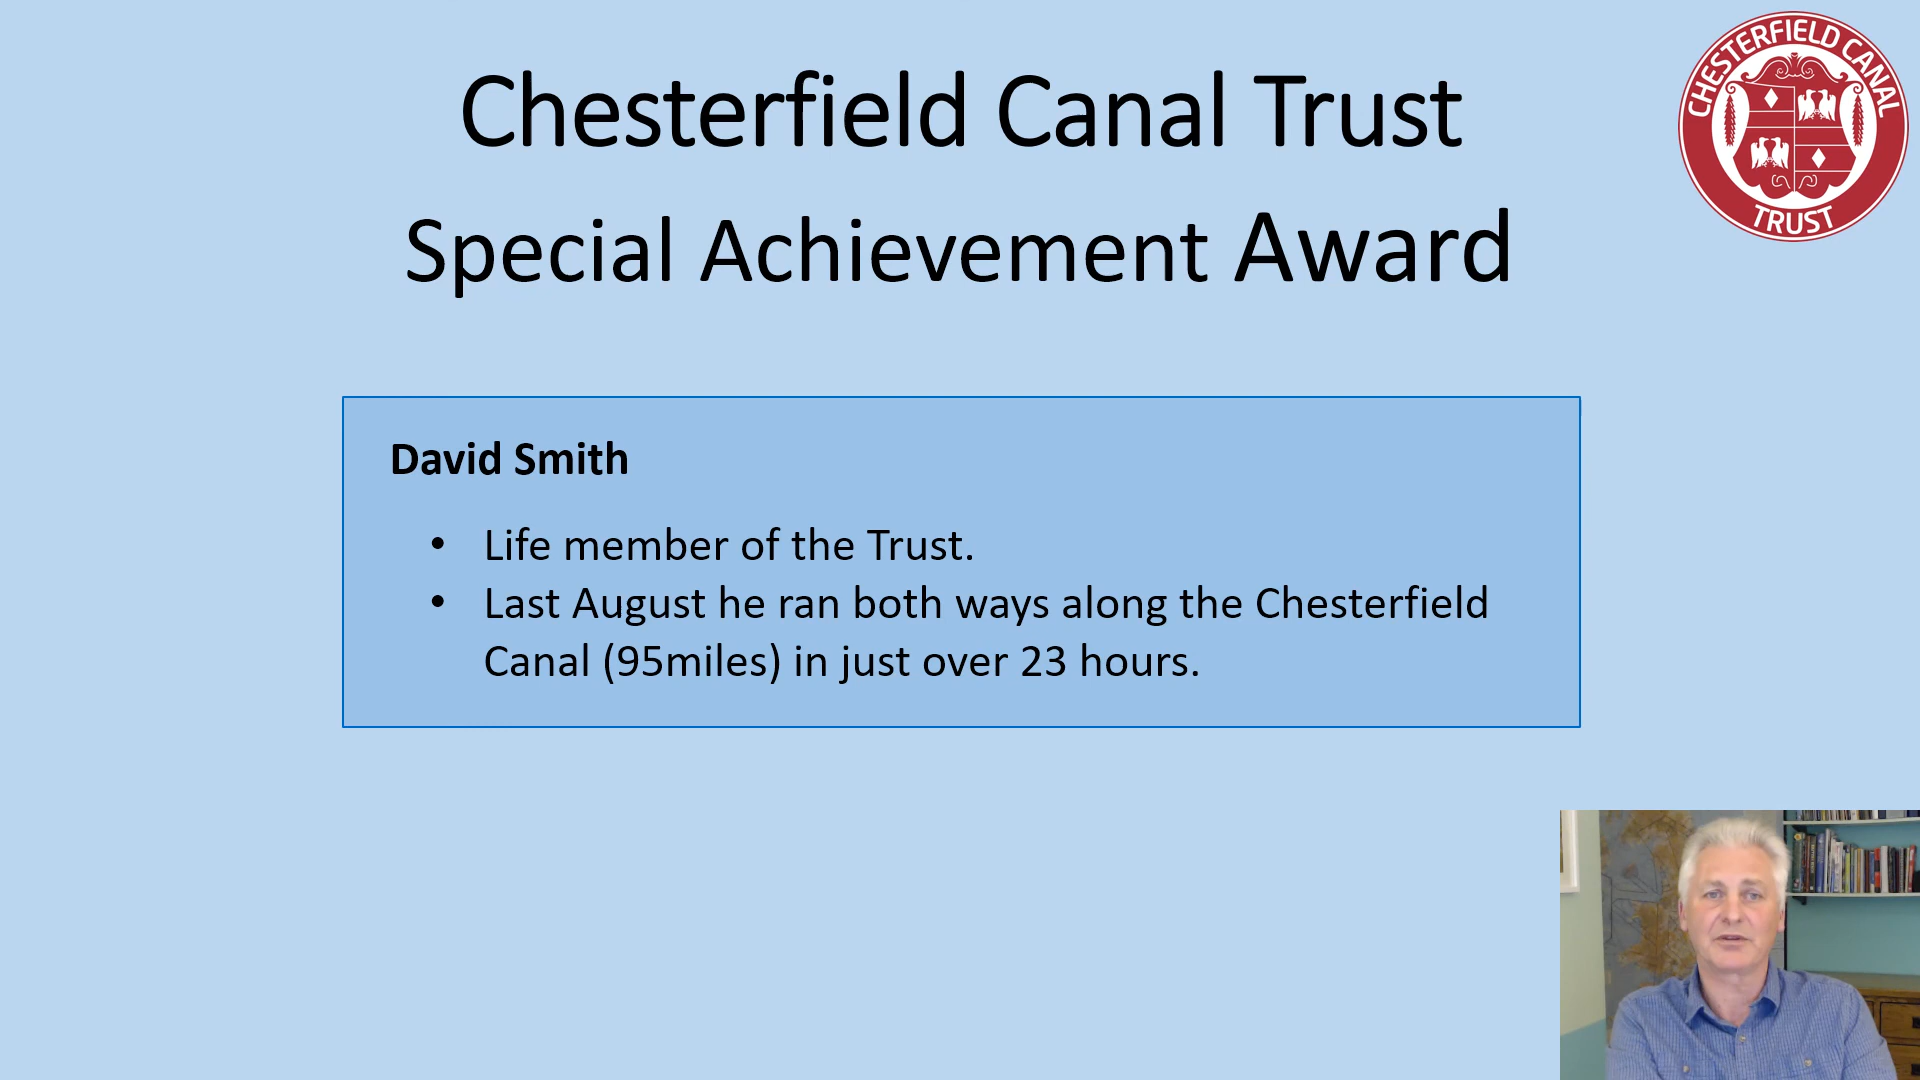 Chesterfield Canal Trust
Special Achievement Award
CHESTERFIELD CANAL
TRUST
David Smith
• Life member of the Trust.
• Last August he ran both ways along the Chesterfield
Canal (95miles) in just over 23 hours.